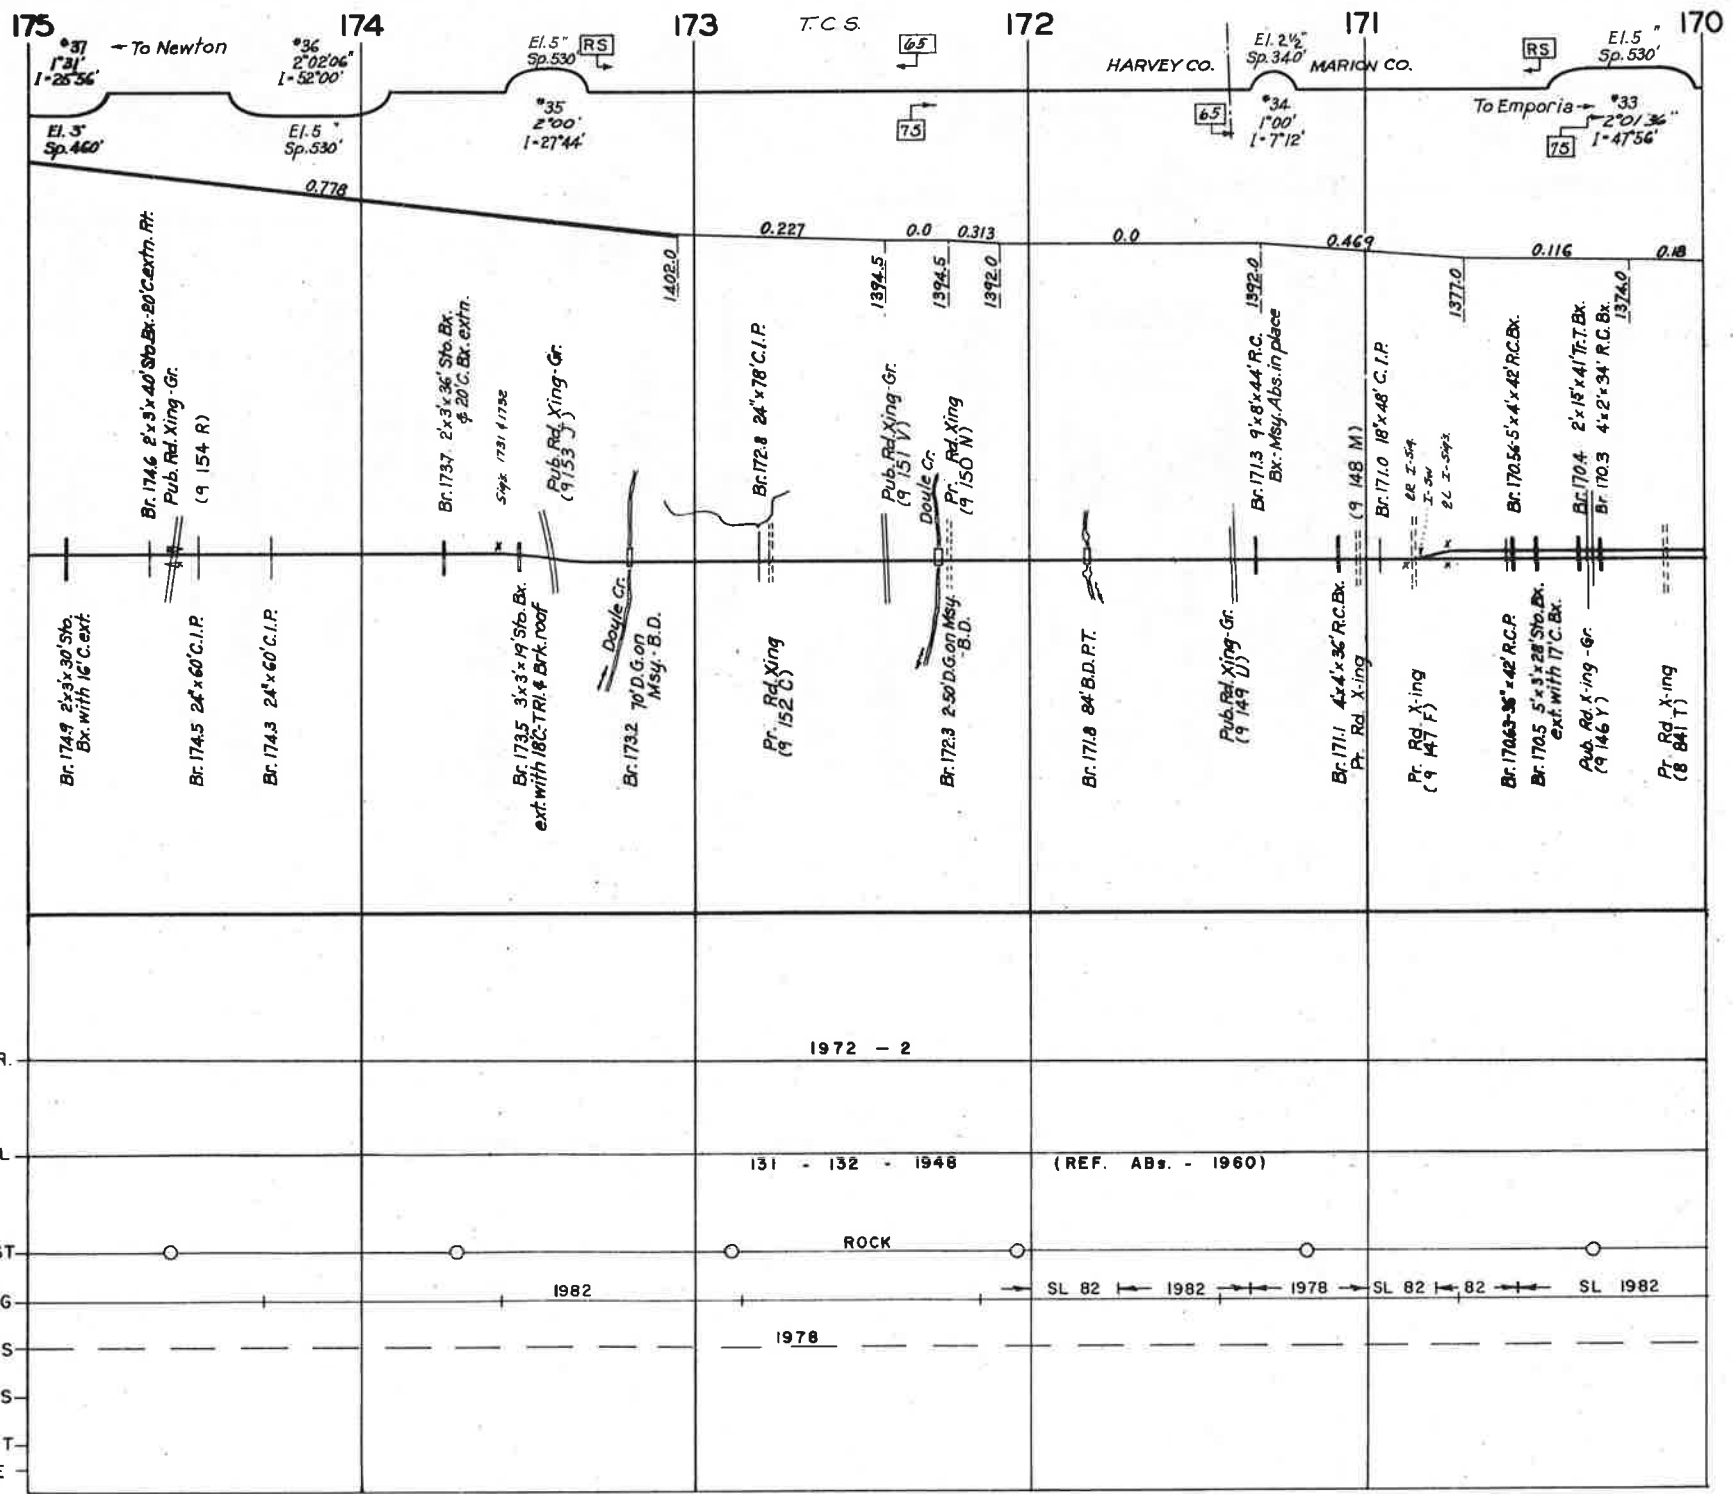 175
174
173
T.C.S.
172
171
170
#37
1°31'
I-25°56'
← To Newton
#36
2°02'06"
I-52°00'
El. 5"
Sp. 530'
RS
65
HARVEY CO.
El. 2½"
Sp. 340'
MARION CO.
RS
El. 5"
Sp. 530'
El. 3"
Sp. 460'
El. 5"
Sp. 530'
#35
2°00'
I-27°44'
75
65
#34
1°00'
I-7°12'
To Emporia →
75
#33
2°01'36"
I-47°56'
0.778
0.227
0.0
0.313
0.0
0.469
0.116
0.18
1402.0
1394.5
1394.5
1392.0
1392.0
1377.0
1374.0
Br. 174.6 2'x3'x40' Sto. Bx.-20' C. extn. Rt.
Pub. Rd. Xing-Gr.
(9 154 R)
Br. 173.7 2'x3'x36' Sto. Bx.
& 20' C. Bx. extn.
Sigs. 1731 & 1732
Pub. Rd. Xing-Gr.
(9 153 J)
Br. 172.8 24"x78' C.I.P.
Pub. Rd. Xing-Gr.
(9 151 V)
Doyle Cr.
Pr. Rd. Xing
(9 150 N)
Br. 171.3 9'x8'x44' R.C.
Bx.-Msy. Abs. in place
(9 148 M)
Br. 171.0 18"x48' C.I.P.
2R I-Sig.
I-Sw
2L I-Sigs.
Br. 170.56-5'x4'x42' R.C.Bx.
Br. 170.4 2'x15'x41' Tr.T. Bx
Br. 170.3 4'x2'x34' R.C. Bx
Br. 174.9 2'x3'x30' Sto.
Bx. with 16' C. ext.
Br. 174.5 24"x60' C.I.P.
Br. 174.3 24"x60' C.I.P.
Br. 173.5 3'x3'x19' Sto. Bx.
ext. with 18' C-TRI. & Brk. roof
Doyle Cr.
Br. 173.2 70' D.G. on
Msy.-B.D.
Pr. Rd. Xing
(9 152 C)
Br. 172.3 2-50' D.G. on Msy.
-B.D.
Br. 171.8 84' B.D.P.T.
Pub. Rd. Xing-Gr.
(9 149 U)
Br. 171.1 4'x4'x36' R.C. Bx.
Pr. Rd. X-ing
Pr. Rd. X-ing
(9 147 F)
Br. 170.63-36"x42' R.C.P.
Br. 170.5 5'x3'x28' Sto. Bx.
ext. with 17' C. Bx.
Pub. Rd. X-ing-Gr.
(9 146 Y)
Pr. Rd X-ing
(8 841 T)
R.
1972 - 2
L
131 - 132 - 1948 (REF. ABs. - 1960)
ST
ROCK
G
1982
SL 82
1982
1978
SL 82
82
SL 1982
S
1978
S
T
E